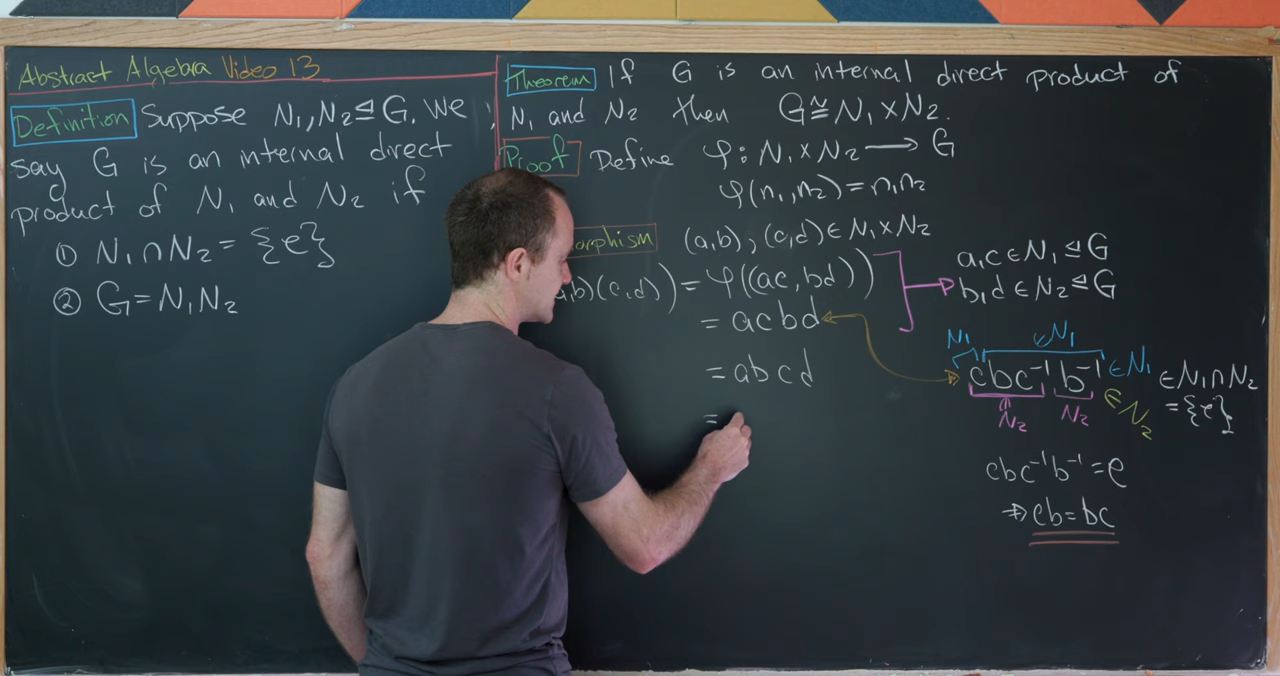 Abstract Algebra Video 13
Definition Suppose N₁, N₂ ⊴ G. We
say G is an internal direct
product of N₁ and N₂ if
① N₁ ∩ N₂ = {e}
② G = N₁N₂
Theorem If G is an internal direct product of
N₁ and N₂ then G ≅ N₁ × N₂.
Proof Define φ: N₁ × N₂ ⟶ G
φ(n₁, n₂) = n₁n₂
(a,b), (c,d) ∈ N₁ × N₂
(c,d)) = φ((ac, bd))
= acbd
= abcd
=
a,c ∈ N₁ ⊴ G
b,d ∈ N₂ ⊴ G
N₁ ∈N₁
cbc⁻¹ b⁻¹ ∈ N₁ ∈ N₁ ∩ N₂
N₂ N₂ ∈ N₂ = {e}
cbc⁻¹b⁻¹ = e
⇒ cb = bc